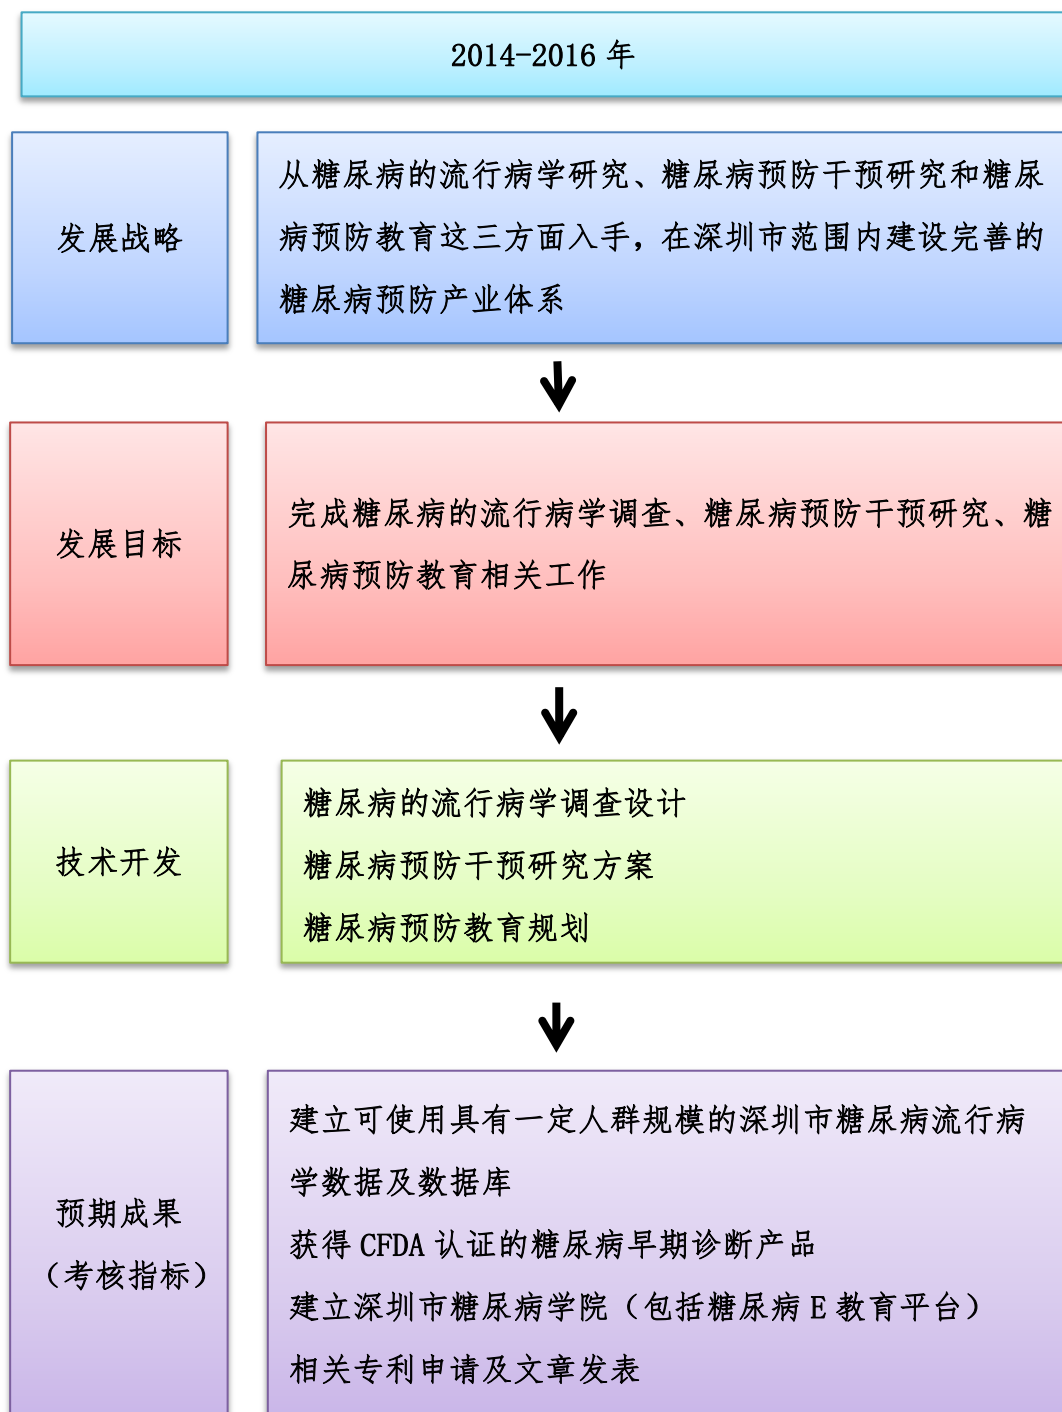 2014-2016 年
发展战略
从糖尿病的流行病学研究、糖尿病预防干预研究和糖尿
病预防教育这三方面入手，在深圳市范围内建设完善的
糖尿病预防产业体系
发展目标
完成糖尿病的流行病学调查、糖尿病预防干预研究、糖
尿病预防教育相关工作
技术开发
糖尿病的流行病学调查设计
糖尿病预防干预研究方案
糖尿病预防教育规划
预期成果
（考核指标）
建立可使用具有一定人群规模的深圳市糖尿病流行病
学数据及数据库
获得 CFDA 认证的糖尿病早期诊断产品
建立深圳市糖尿病学院（包括糖尿病 E 教育平台）
相关专利申请及文章发表